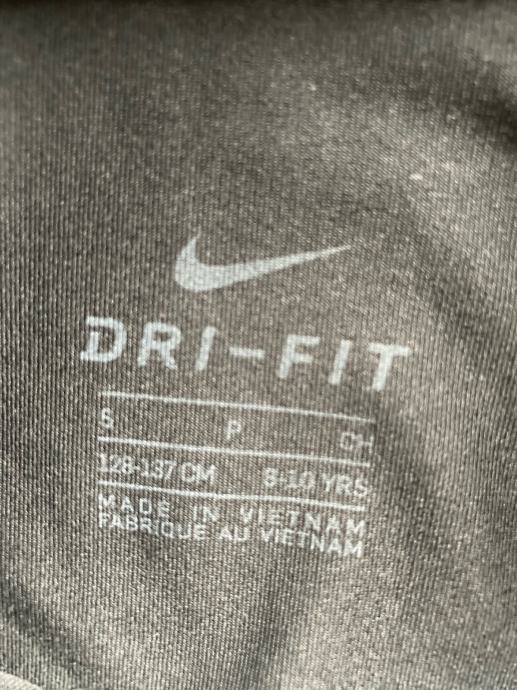 DRI-FIT
S P CH
128-137 CM 8-10 YRS
MADE IN VIETNAM
FABRIQUE AU VIETNAM